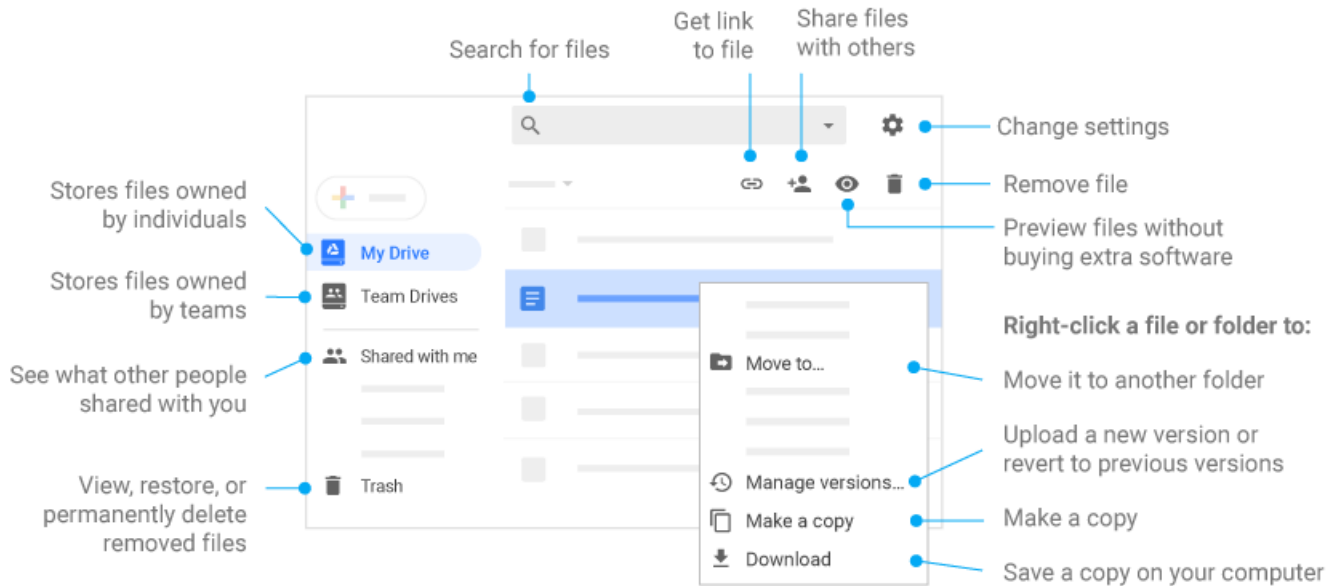 Get link
to file
Share files
with others
Search for files
Change settings
Stores files owned
by individuals
Remove file
My Drive
Preview files without
buying extra software
Stores files owned
by teams
Team Drives
Right-click a file or folder to:
See what other people
shared with you
Shared with me
Move to...
Move it to another folder
Upload a new version or
revert to previous versions
View, restore, or
permanently delete
removed files
Trash
Manage versions...
Make a copy
Make a copy
Download
Save a copy on your computer